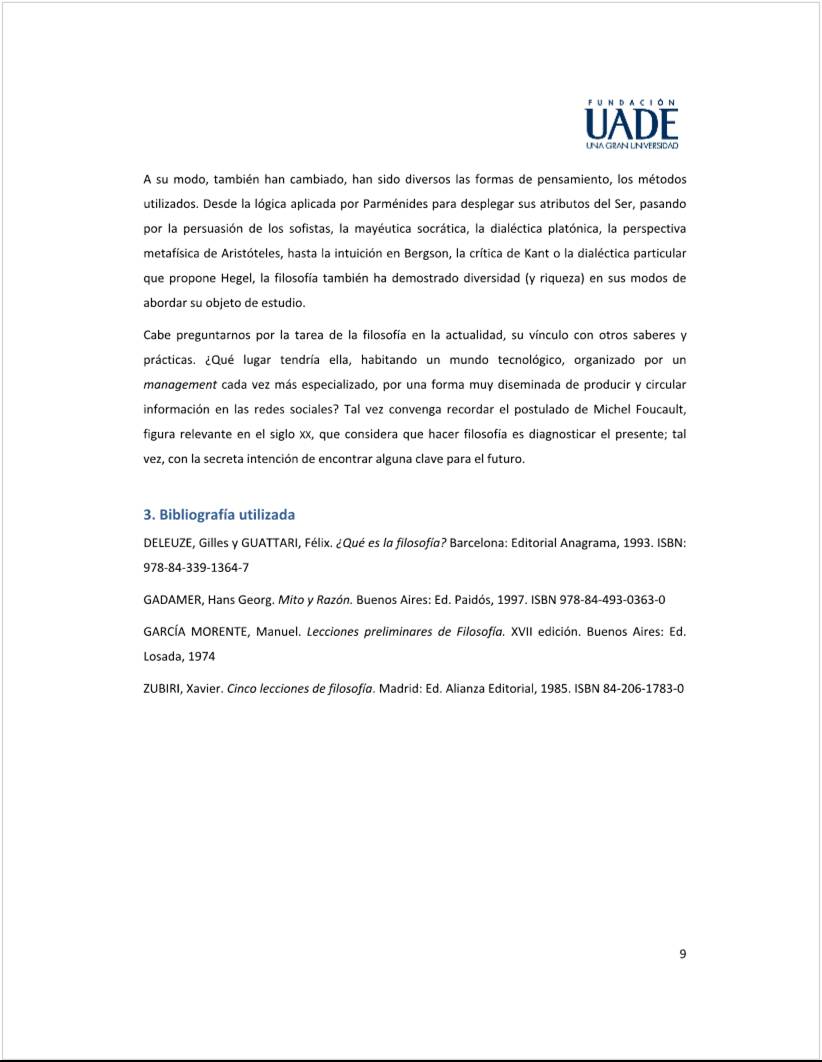 FUNDACIÓN
UADE
UNA GRAN UNIVERSIDAD
A su modo, también han cambiado, han sido diversos las formas de pensamiento, los métodos
utilizados. Desde la lógica aplicada por Parménides para desplegar sus atributos del Ser, pasando
por la persuasión de los sofistas, la mayéutica socrática, la dialéctica platónica, la perspectiva
metafísica de Aristóteles, hasta la intuición en Bergson, la crítica de Kant o la dialéctica particular
que propone Hegel, la filosofía también ha demostrado diversidad (y riqueza) en sus modos de
abordar su objeto de estudio.
Cabe preguntarnos por la tarea de la filosofía en la actualidad, su vínculo con otros saberes y
prácticas. ¿Qué lugar tendría ella, habitando un mundo tecnológico, organizado por un
management cada vez más especializado, por una forma muy diseminada de producir y circular
información en las redes sociales? Tal vez convenga recordar el postulado de Michel Foucault,
figura relevante en el siglo XX, que considera que hacer filosofía es diagnosticar el presente; tal
vez, con la secreta intención de encontrar alguna clave para el futuro.
3. Bibliografía utilizada
DELEUZE, Gilles y GUATTARI, Félix. ¿Qué es la filosofía? Barcelona: Editorial Anagrama, 1993. ISBN:
978-84-339-1364-7
GADAMER, Hans Georg. Mito y Razón. Buenos Aires: Ed. Paidós, 1997. ISBN 978-84-493-0363-0
GARCÍA MORENTE, Manuel. Lecciones preliminares de Filosofía. XVII edición. Buenos Aires: Ed.
Losada, 1974
ZUBIRI, Xavier. Cinco lecciones de filosofía. Madrid: Ed. Alianza Editorial, 1985. ISBN 84-206-1783-0
9